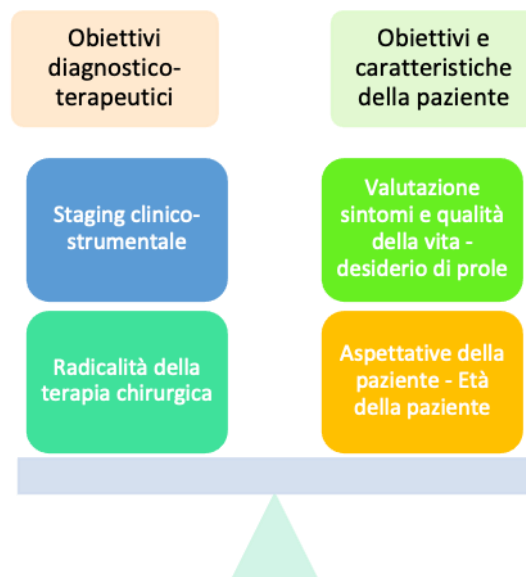 Obiettivi
diagnostico-
terapeutici
Obiettivi e
caratteristiche
della paziente
Staging clinico-
strumentale
Valutazione
sintomi e qualità
della vita -
desiderio di prole
Radicalità della
terapia chirurgica
Aspettative della
paziente - Età
della paziente